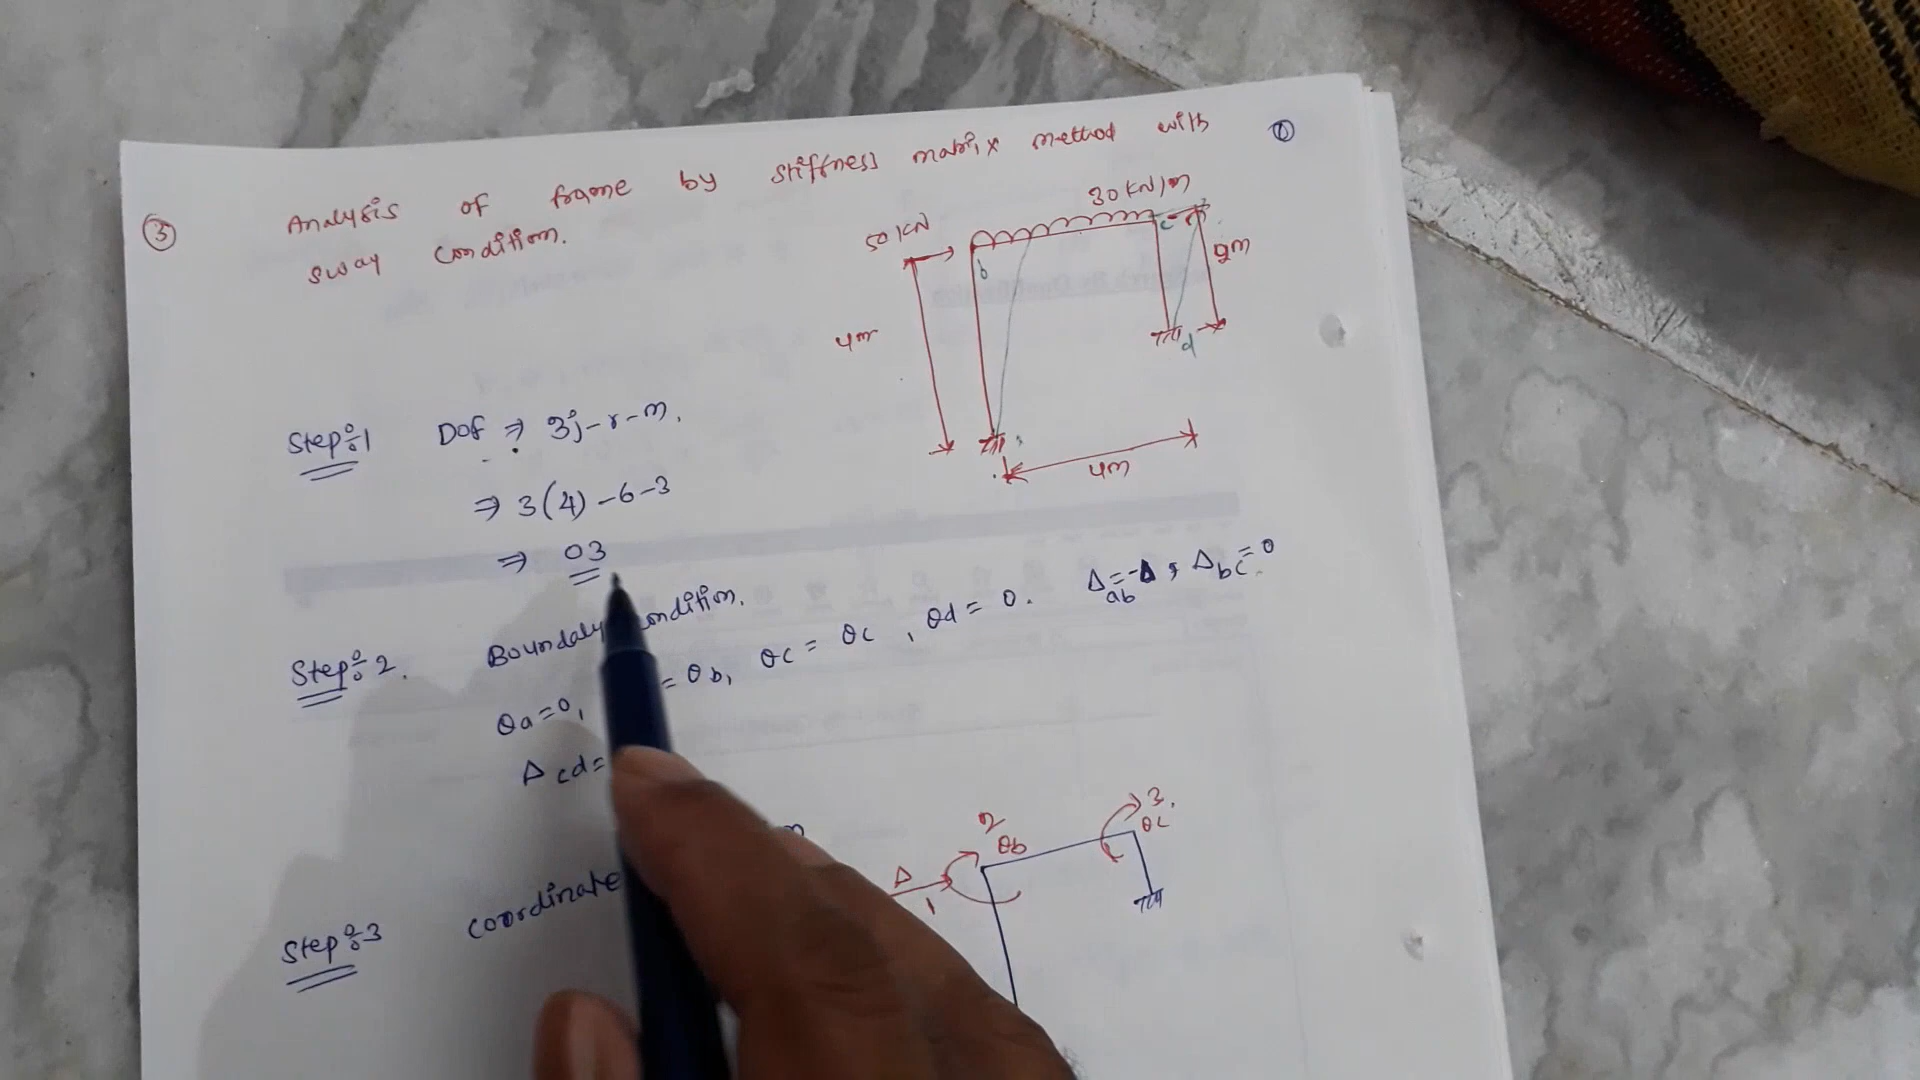 ①
③ Analysis of frame by stiffness matrix method with
sway condition.
50 KN
30 KN/m
b
c
2m
4m
d
4m
Step:1 Dof ⇒ 3j-r-m.
⇒ 3(4)-6-3
⇒ 03
Step:2. Boundary condition.
θa=0, =θb, θc=θc, θd=0. Δab=-Δ, Δbc=0.
Δcd=
Step:3 coordinate
Δ
1
2
θb
3.
θc